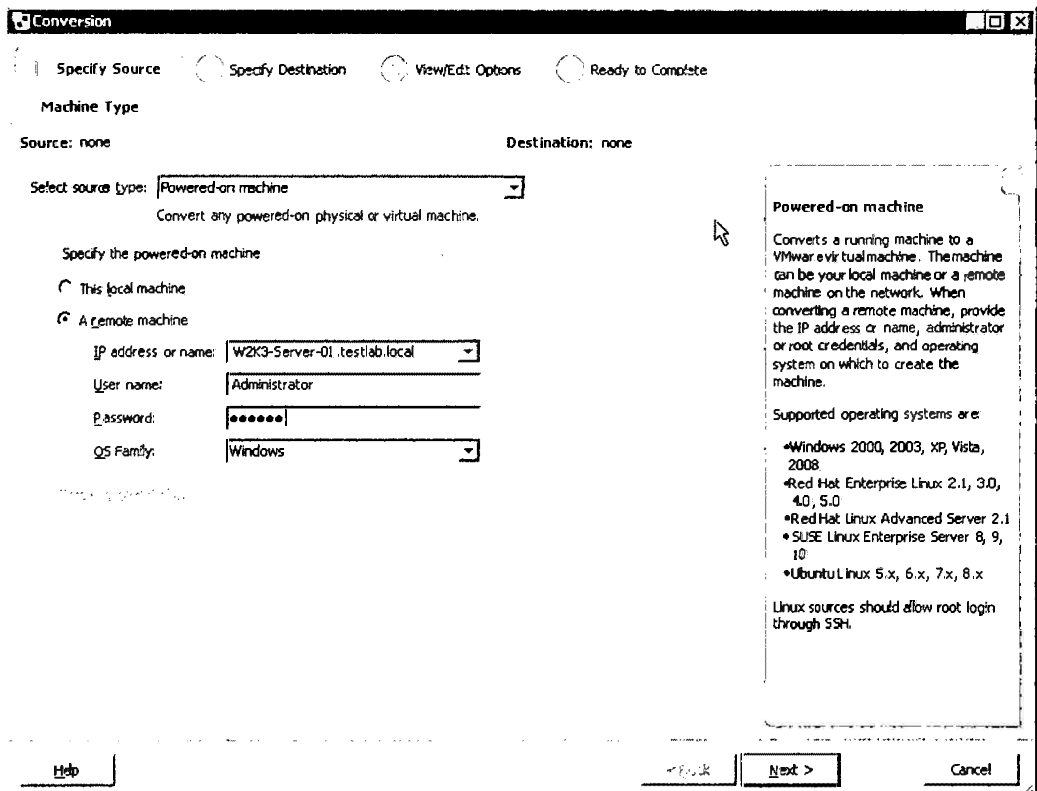 Conversion
Specify Source Specify Destination View/Edit Options Ready to Complete
Machine Type
Source: none Destination: none
Select source type: Powered-on machine
Convert any powered-on physical or virtual machine.
Specify the powered-on machine
This local machine
A remote machine
IP address or name: W2K3-Server-01.testlab.local
User name: Administrator
Password: ••••••
OS Family: Windows
Powered-on machine
Converts a running machine to a
VMware virtual machine. The machine
can be your local machine or a remote
machine on the network. When
converting a remote machine, provide
the IP address or name, administrator
or root credentials, and operating
system on which to create the
machine.
Supported operating systems are:
•Windows 2000, 2003, XP, Vista,
2008
•Red Hat Enterprise Linux 2.1, 3.0,
4.0, 5.0
•Red Hat Linux Advanced Server 2.1
•SUSE Linux Enterprise Server 8, 9,
10
•Ubuntu Linux 5.x, 6.x, 7.x, 8.x
Linux sources should allow root login
through SSH.
Help < Back Next > Cancel